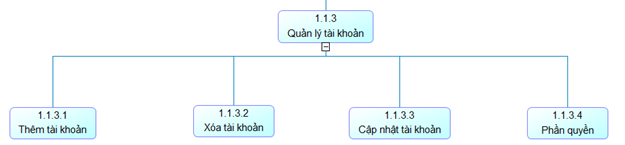 1.1.3
Quản lý tài khoản
1.1.3.1
Thêm tài khoản
1.1.3.2
Xóa tài khoản
1.1.3.3
Cập nhật tài khoản
1.1.3.4
Phần quyền